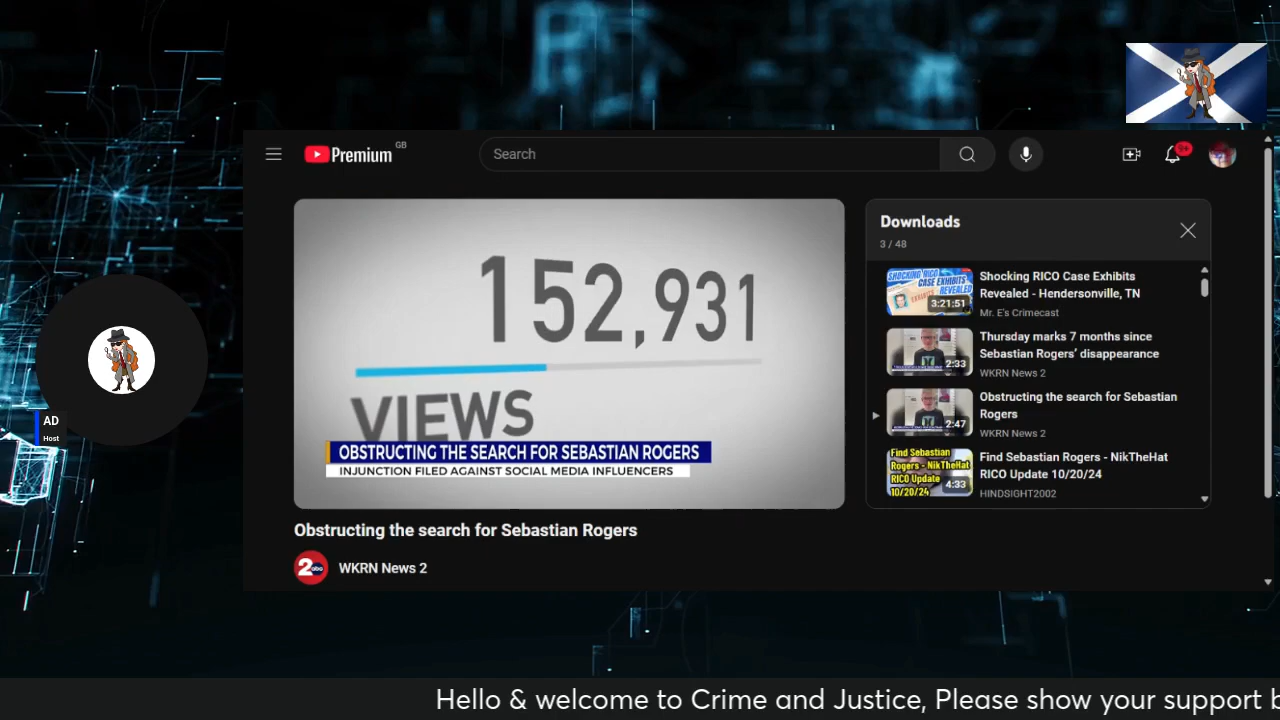 Premium
GB
Search
9+
152,931
VIEWS
OBSTRUCTING THE SEARCH FOR SEBASTIAN ROGERS
INJUNCTION FILED AGAINST SOCIAL MEDIA INFLUENCERS
Obstructing the search for Sebastian Rogers
2 abc
WKRN News 2
Downloads
3 / 48
SHOCKING RICO
CASE EXHIBITS
REVEALED
3:21:51
Shocking RICO Case Exhibits
Revealed - Hendersonville, TN
Mr. E's Crimecast
2:33
Thursday marks 7 months since
Sebastian Rogers' disappearance
WKRN News 2
2:47
Obstructing the search for Sebastian
Rogers
WKRN News 2
Find Sebastian
Rogers - NikTheHat
RICO Update
10/20/24
4:33
Find Sebastian Rogers - NikTheHat
RICO Update 10/20/24
HINDSIGHT2002
AD
Host
Hello & welcome to Crime and Justice, Please show your support b